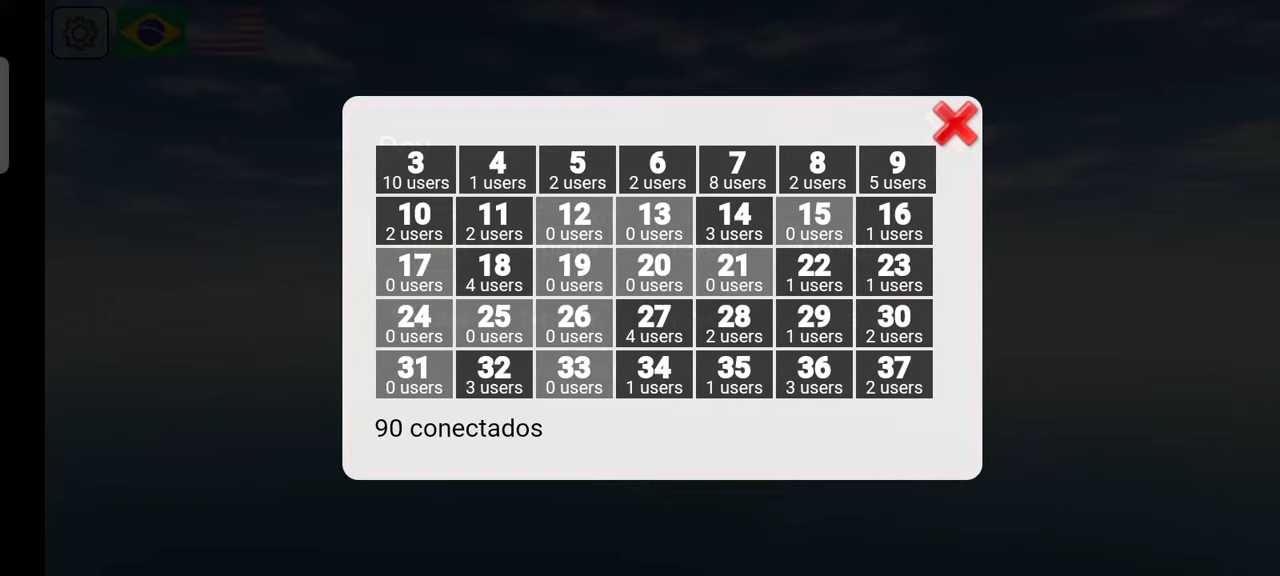 3 4 5 6 7 8 9
10 users 1 users 2 users 2 users 8 users 2 users 5 users
10 11 12 13 14 15 16
2 users 2 users 0 users 0 users 3 users 0 users 1 users
17 18 19 20 21 22 23
0 users 4 users 0 users 0 users 0 users 1 users 1 users
24 25 26 27 28 29 30
0 users 0 users 0 users 4 users 2 users 1 users 2 users
31 32 33 34 35 36 37
0 users 3 users 0 users 1 users 1 users 3 users 2 users
90 conectados